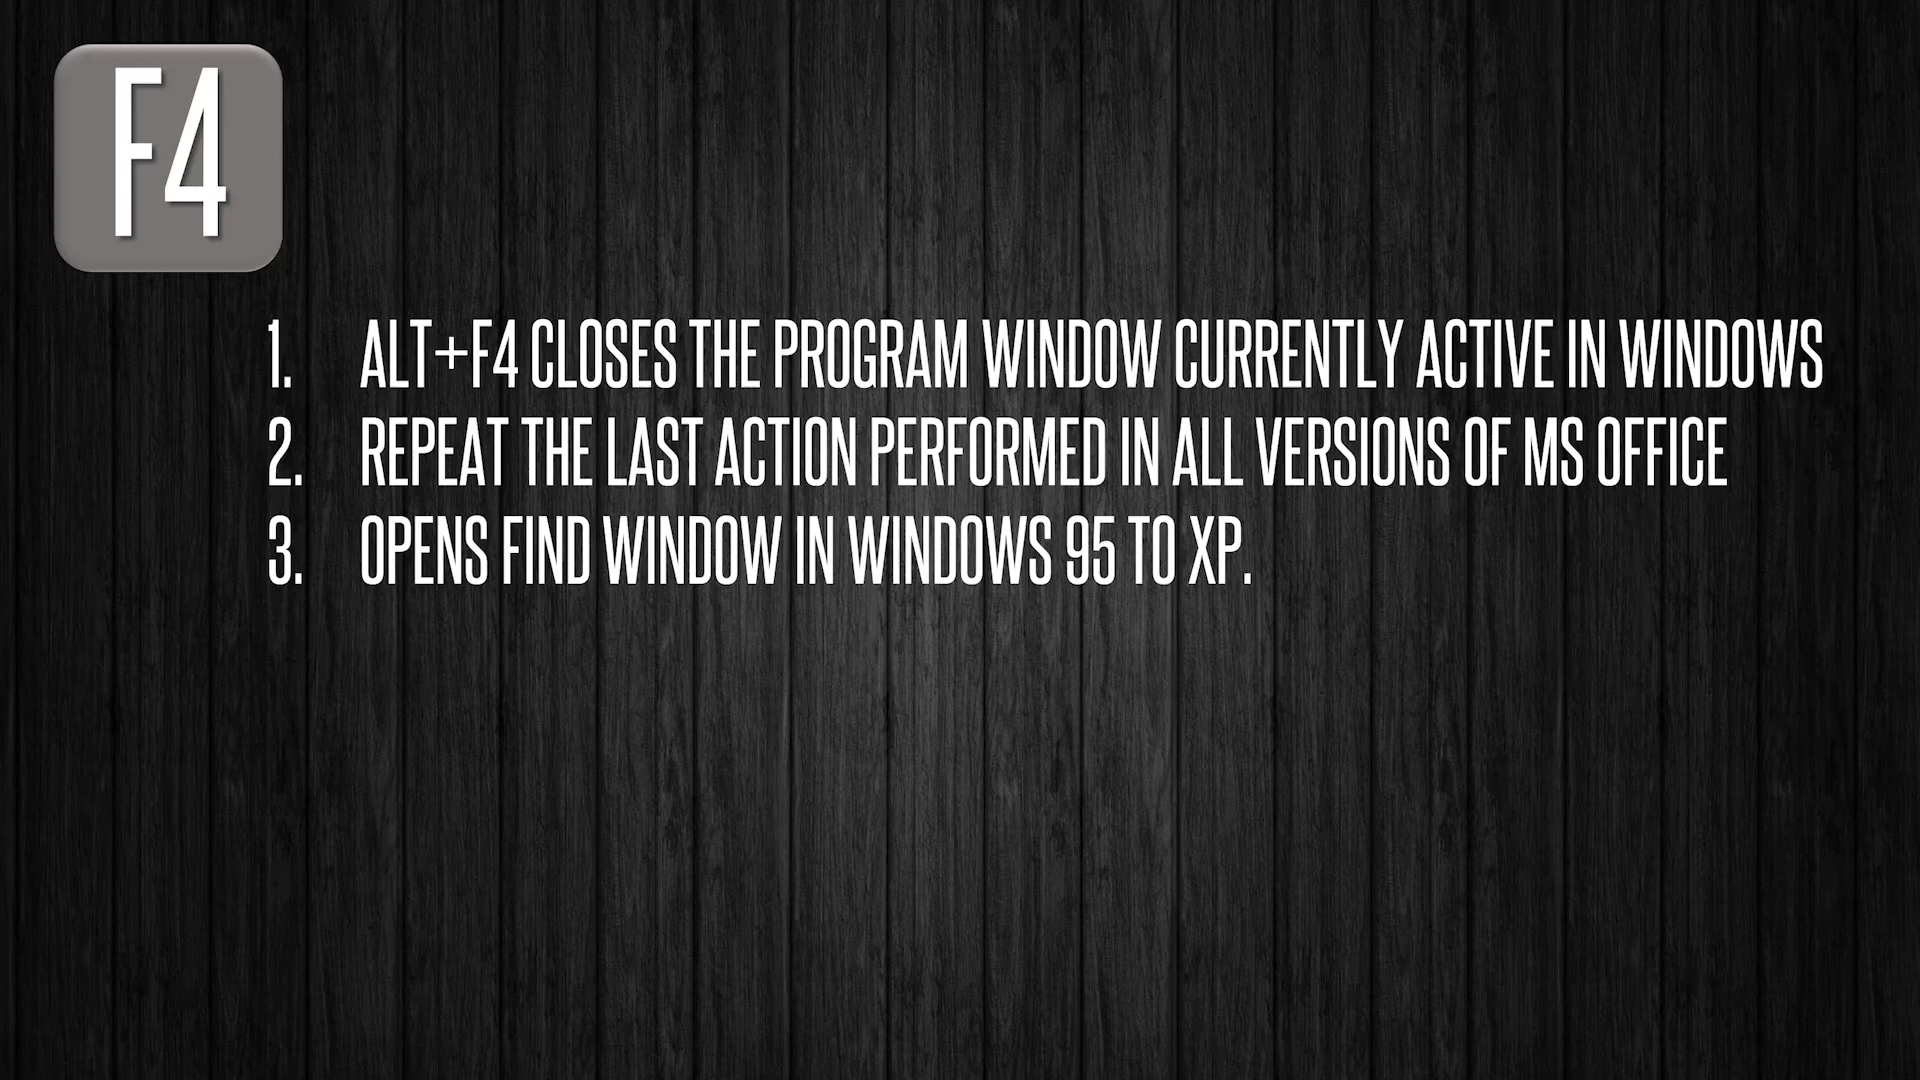 F4
1. ALT+F4 CLOSES THE PROGRAM WINDOW CURRENTLY ACTIVE IN WINDOWS
2. REPEAT THE LAST ACTION PERFORMED IN ALL VERSIONS OF MS OFFICE
3. OPENS FIND WINDOW IN WINDOWS 95 TO XP.